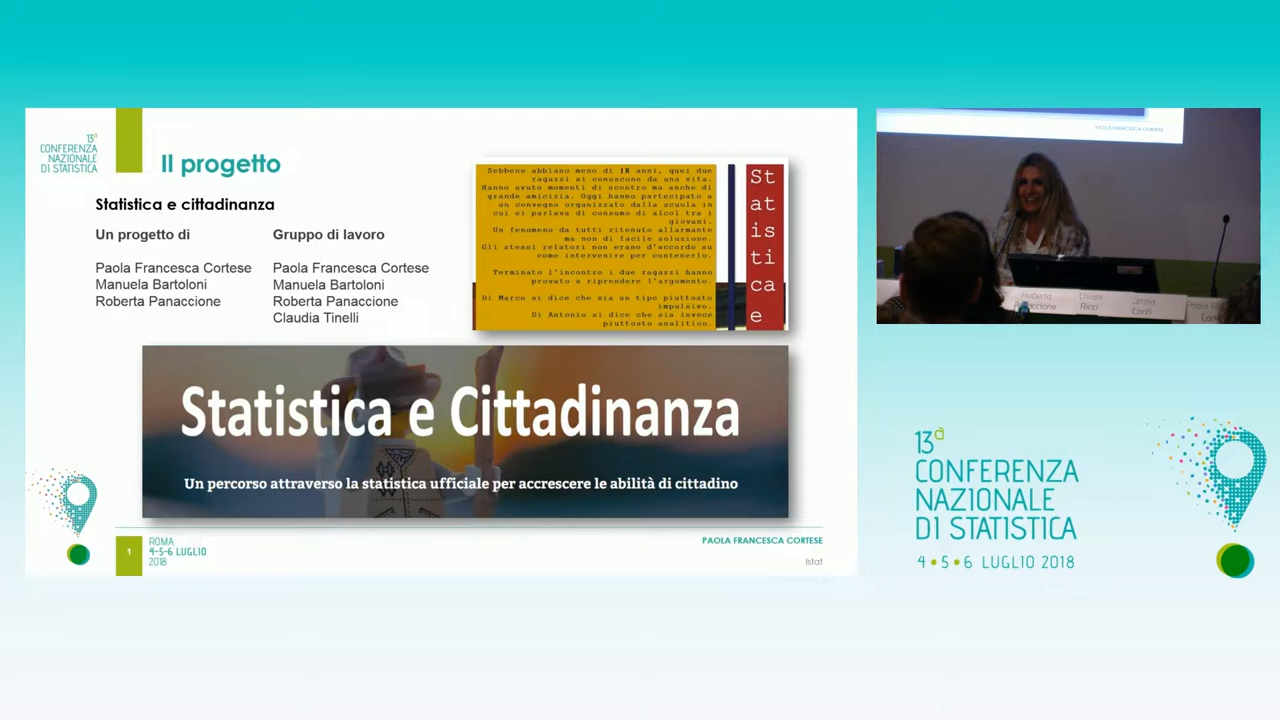 13ª
CONFERENZA
NAZIONALE
DI STATISTICA
Il progetto
Statistica e cittadinanza
Un progetto di
Paola Francesca Cortese
Manuela Bartoloni
Roberta Panaccione
Gruppo di lavoro
Paola Francesca Cortese
Manuela Bartoloni
Roberta Panaccione
Claudia Tinelli
Sebbene abbiano meno di 18 anni, quei due
ragazzi si conoscono da una vita.
Hanno avuto momenti di scontro ma anche di
grande amicizia. Oggi hanno partecipato a
un convegno organizzato dalla scuola in
cui si parlava di consumo di alcol tra i
giovani.
Un fenomeno da tutti ritenuto allarmante
ma non di facile soluzione.
Gli stessi relatori non erano d'accordo su
come intervenire per contenerlo.
Terminato l'incontro i due ragazzi hanno
provato a riprendere l'argomento.
Di Marco si dice che sia un tipo piuttosto
impulsivo.
Di Antonio si dice che sia invece
piuttosto analitico.
St
at
is
ti
ca
e
Statistica e Cittadinanza
Un percorso attraverso la statistica ufficiale per accrescere le abilità di cittadino
1
ROMA
4-5-6 LUGLIO
2018
PAOLA FRANCESCA CORTESE
Istat
PAOLA FRANCESCA CORTESE
Roberta
Chiara
Ricci
Grazia
Conti
Paola
13ª
CONFERENZA
NAZIONALE
DI STATISTICA
4•5•6 LUGLIO 2018